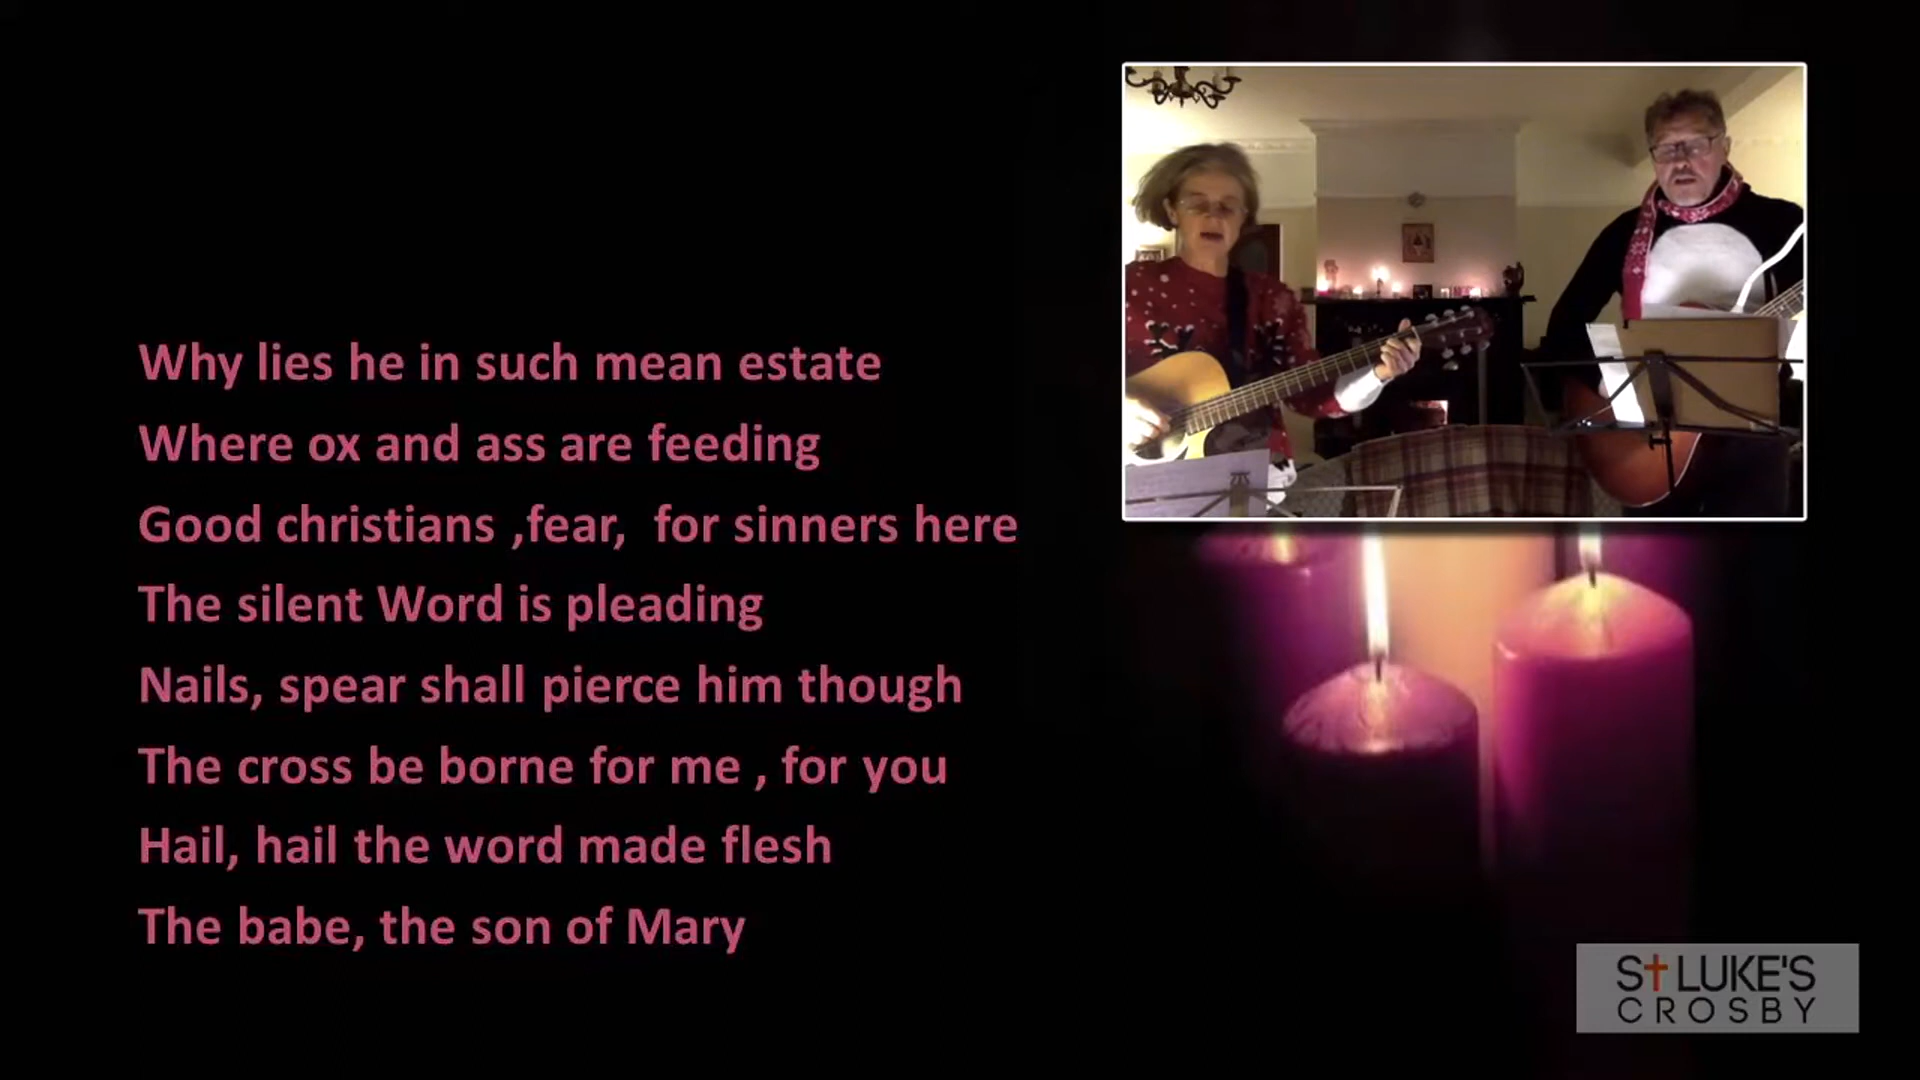 Why lies he in such mean estate
Where ox and ass are feeding
Good christians ,fear,  for sinners here
The silent Word is pleading
Nails, spear shall pierce him though
The cross be borne for me , for you
Hail, hail the word made flesh
The babe, the son of Mary
St LUKE'S
CROSBY